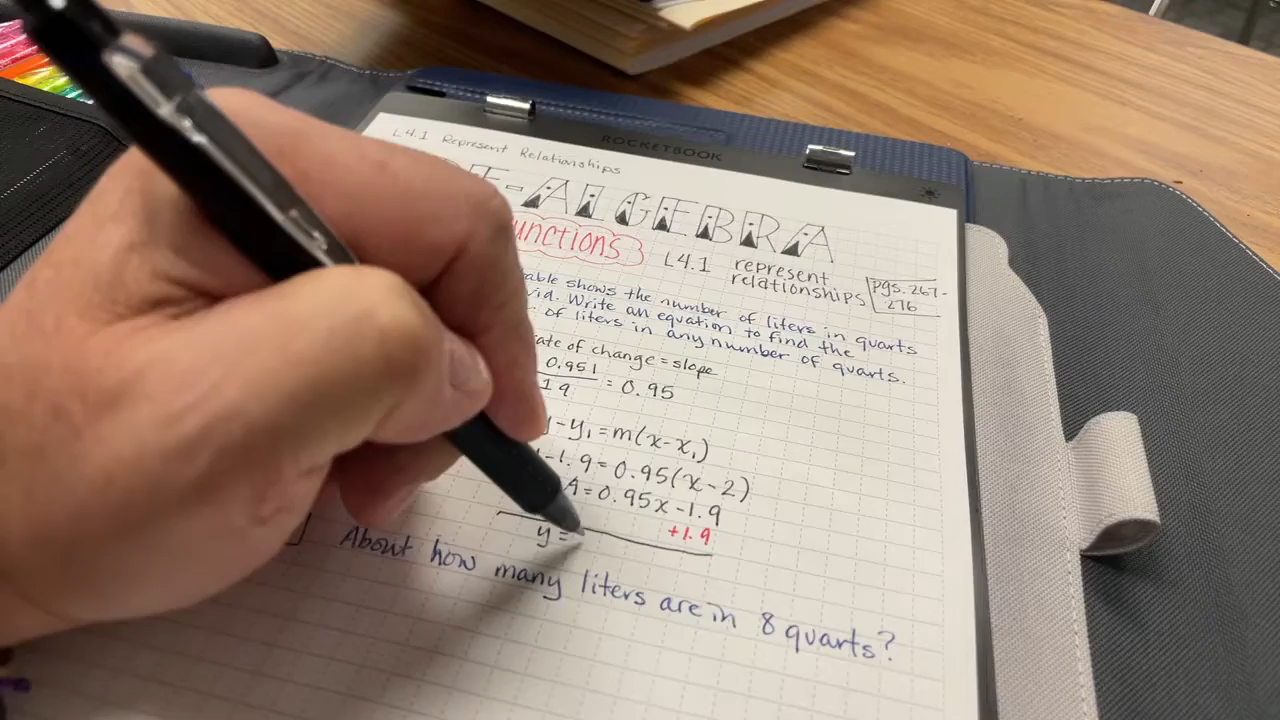 ROCKETBOOK
L4.1 Represent Relationships
-ALGEBRA
unctions L4.1 represent relationships pgs. 267-276
able shows the number of liters in quarts
Write an equation to find the
of liters in any number of quarts.
ate of change = slope
0.951
19 = 0.95
y - y₁ = m(x - x₁)
-1.9 = 0.95(x - 2)
= 0.95x - 1.9
+1.9
y =
About how many liters are in 8 quarts?